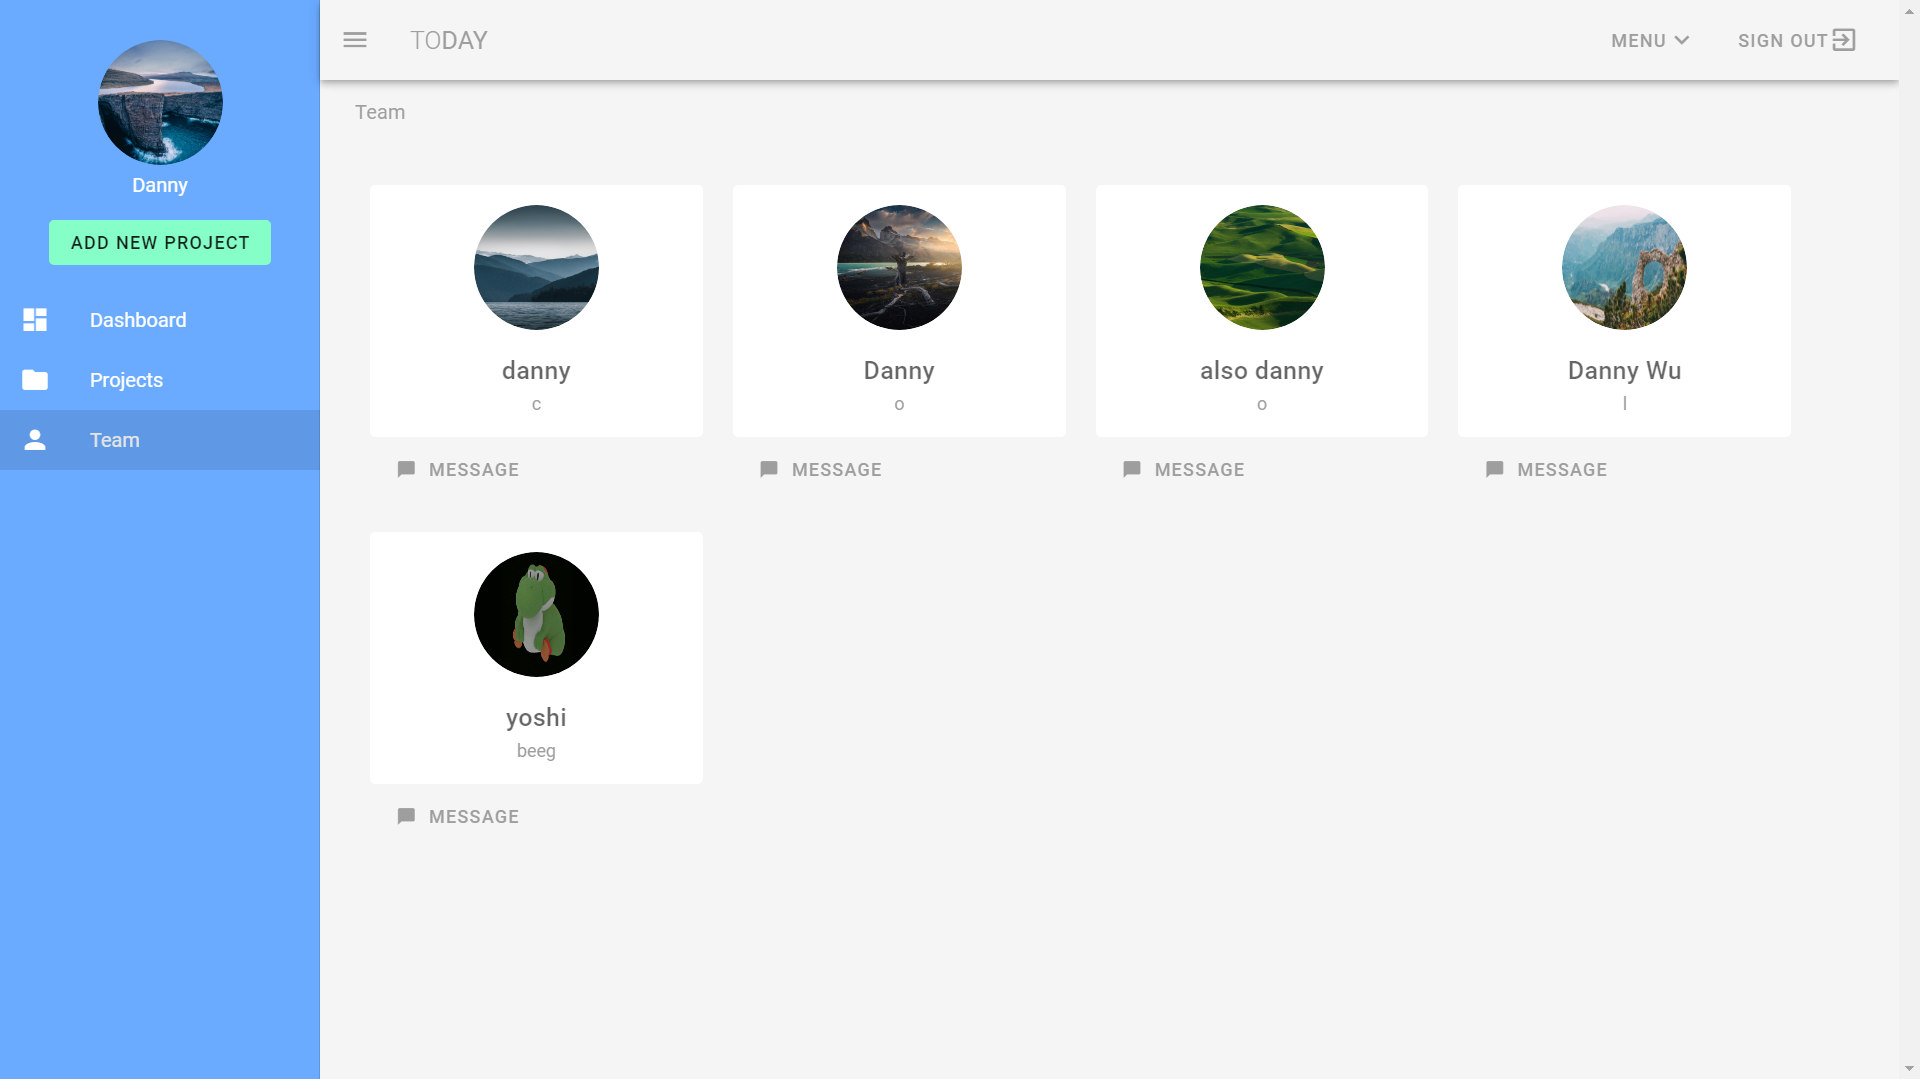 Danny
ADD NEW PROJECT
Dashboard
Projects
Team
TODAY
MENU
SIGN OUT
Team
danny
c
MESSAGE
Danny
o
MESSAGE
also danny
o
MESSAGE
Danny Wu
l
MESSAGE
yoshi
beeg
MESSAGE